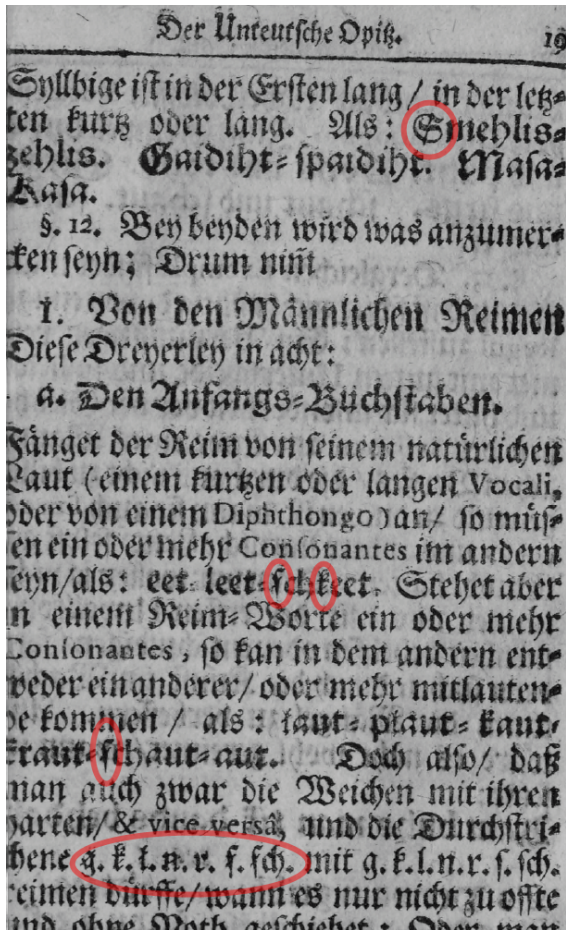 Der Unteutsche Opitz. 19
Syllbige ist in der Ersten lang / in der letz⸗
ten kurtz oder lang. Als: Smehlis⸗
zehlis. Gaidiht⸗spaidiht. Masa⸗
Kasa.
§. 12. Bey beyden wird was anzumer⸗
cken seyn; Drum nim̃
1. Von den Männlichen Reimen
Diese Dreyerley in acht:
a. Den Anfangs⸗Buchstaben.
Fänget der Reim von seinem natürlichen
Laut (einem kurtzen oder langen Vocali,
oder von einem Diphthongo) an / so müs⸗
sen ein oder mehr Consonantes im andern
seyn / als: eet⸗leet⸗schkeet. Stehet aber
in einem Reim⸗Worte ein oder mehr
Consonantes, so kan in dem andern ent⸗
weder ein anderer / oder mehr mitlauten⸗
de kommen / als: laut⸗plaut⸗kaut⸗
kraut⸗schaut⸗aut. Doch also / daß
man auch zwar die Weichen mit ihren
harten / & vice versâ, und die Durchstri⸗
chene g. k. l. n. r. s. sch. mit g. k. l. n. r. s. sch.
reimen dürffte / wann es nur nicht zu offte
und ohne Noth geschiehet: Oder man